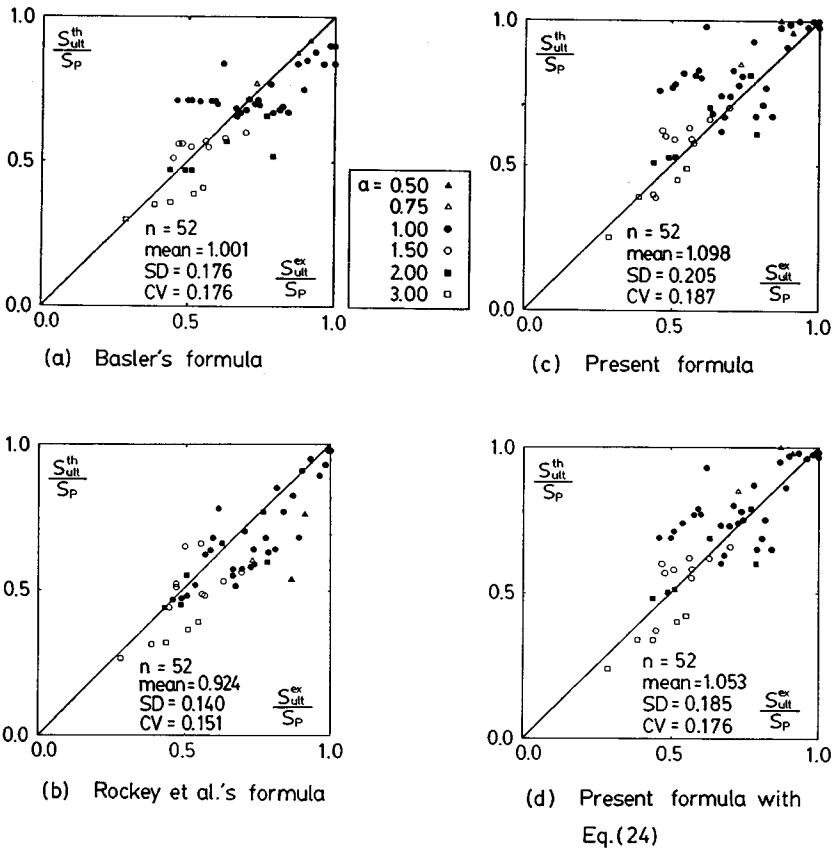 1.0
S_ult^th
S_P
0.5
0.0
n = 52
mean=1.001
SD = 0.176
CV = 0.176
S_ult^ex
S_P
0.0 0.5 1.0
(a) Basler's formula
α = 0.50
0.75
1.00
1.50
2.00
3.00
1.0
S_ult^th
S_P
0.5
0.0
n = 52
mean=1.098
SD = 0.205
CV = 0.187
S_ult^ex
S_P
0.0 0.5 1.0
(c) Present formula
1.0
S_ult^th
S_P
0.5
0.0
n = 52
mean=0.924
SD = 0.140
CV = 0.151
S_ult^ex
S_P
0.0 0.5 1.0
(b) Rockey et al.'s formula
1.0
S_ult^th
S_P
0.5
0.0
n = 52
mean=1.053
SD = 0.185
CV = 0.176
S_ult^ex
S_P
0.0 0.5 1.0
(d) Present formula with
Eq.(24)